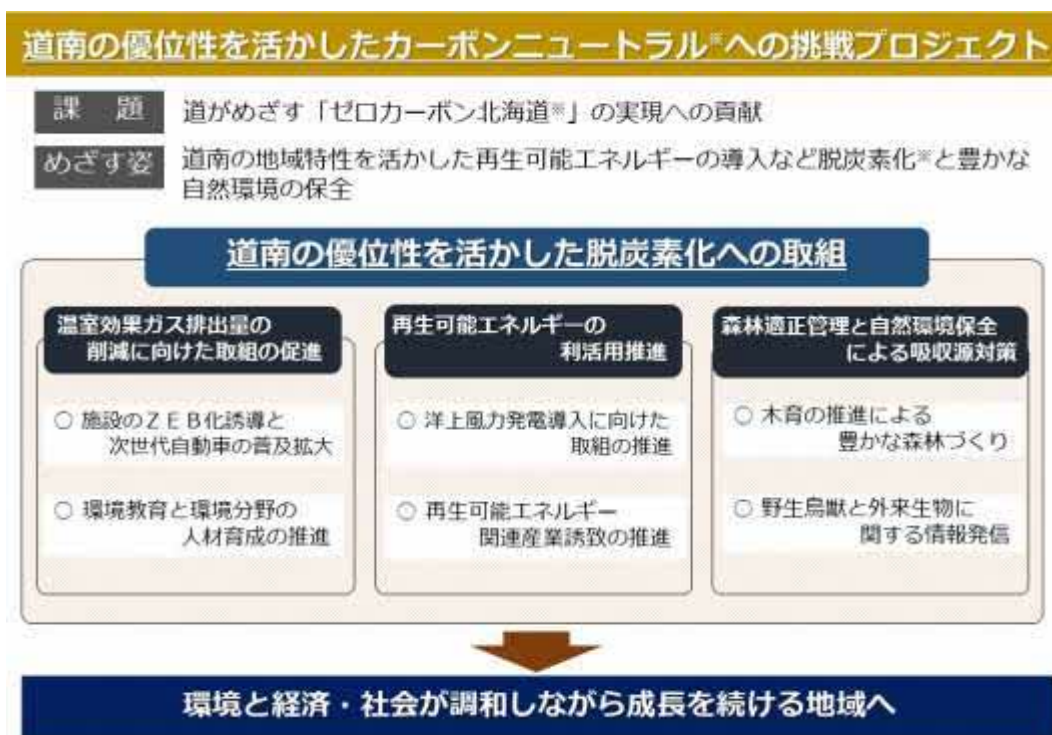 道南の優位性を活かしたカーボンニュートラル※への挑戦プロジェクト
課　題
道がめざす「ゼロカーボン北海道※」の実現への貢献
めざす姿
道南の地域特性を活かした再生可能エネルギーの導入など脱炭素化※と豊かな
自然環境の保全
道南の優位性を活かした脱炭素化への取組
温室効果ガス排出量の
削減に向けた取組の促進
○ 施設のＺＥＢ化誘導と
次世代自動車の普及拡大
○ 環境教育と環境分野の
人材育成の推進
再生可能エネルギーの
利活用推進
○ 洋上風力発電導入に向けた
取組の推進
○ 再生可能エネルギー
関連産業誘致の推進
森林適正管理と自然環境保全
による吸収源対策
○ 木育の推進による
豊かな森林づくり
○ 野生鳥獣と外来生物に
関する情報発信
環境と経済・社会が調和しながら成長を続ける地域へ